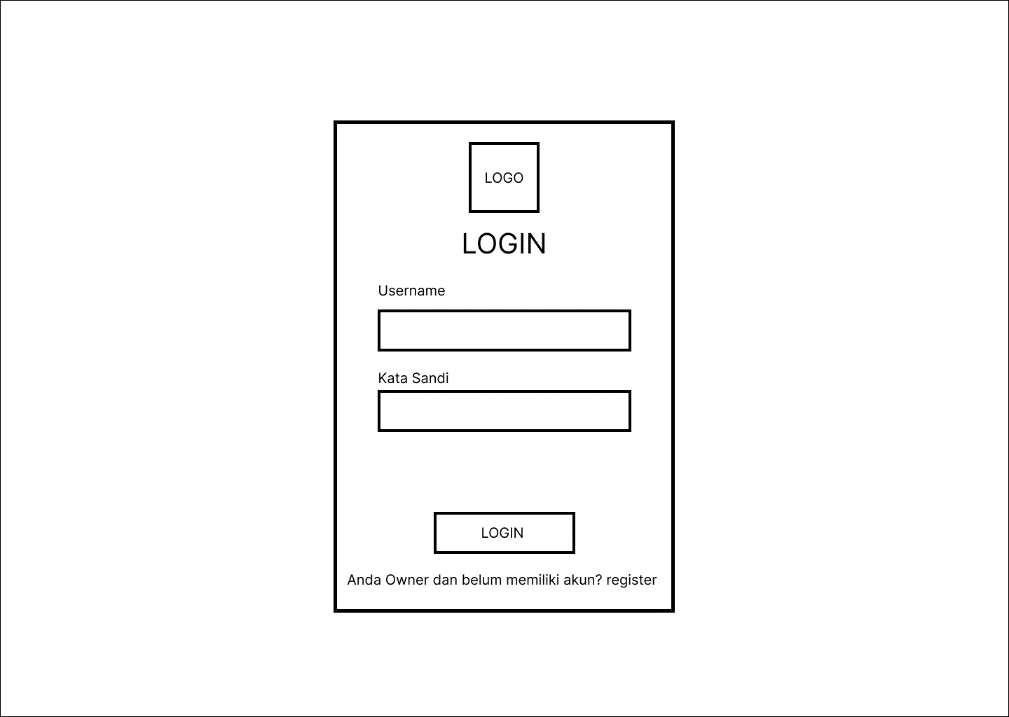 LOGO
LOGIN
Username
Kata Sandi
LOGIN
Anda Owner dan belum memiliki akun? register